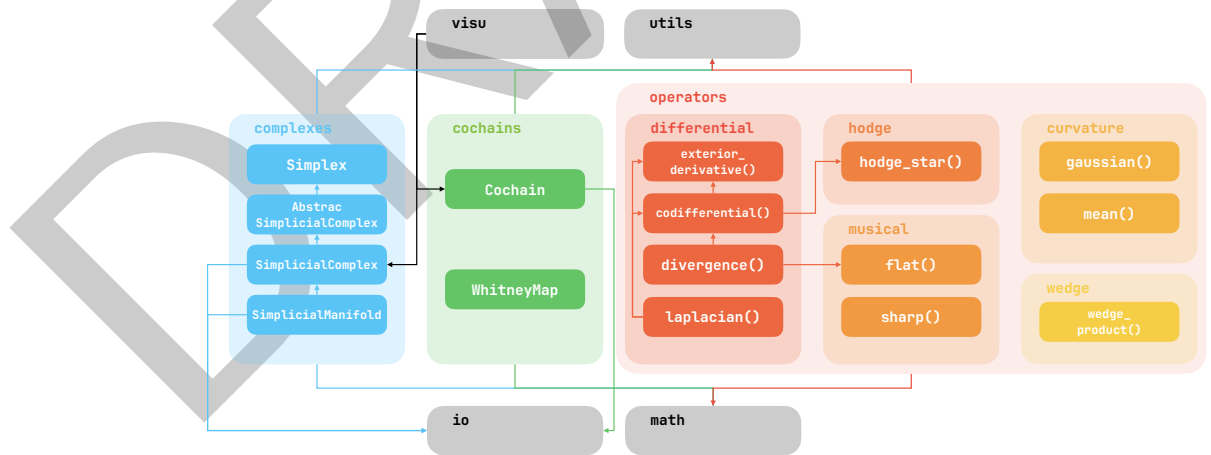 visu
utils
operators
complexes
cochains
differential
hodge
curvature
Simplex
exterior_
derivative()
hodge_star()
gaussian()
Cochain
Abstrac
SimplicialComplex
codifferential()
mean()
musical
SimplicialComplex
divergence()
flat()
WhitneyMap
wedge
SimplicialManifold
laplacian()
sharp()
wedge_
product()
io
math